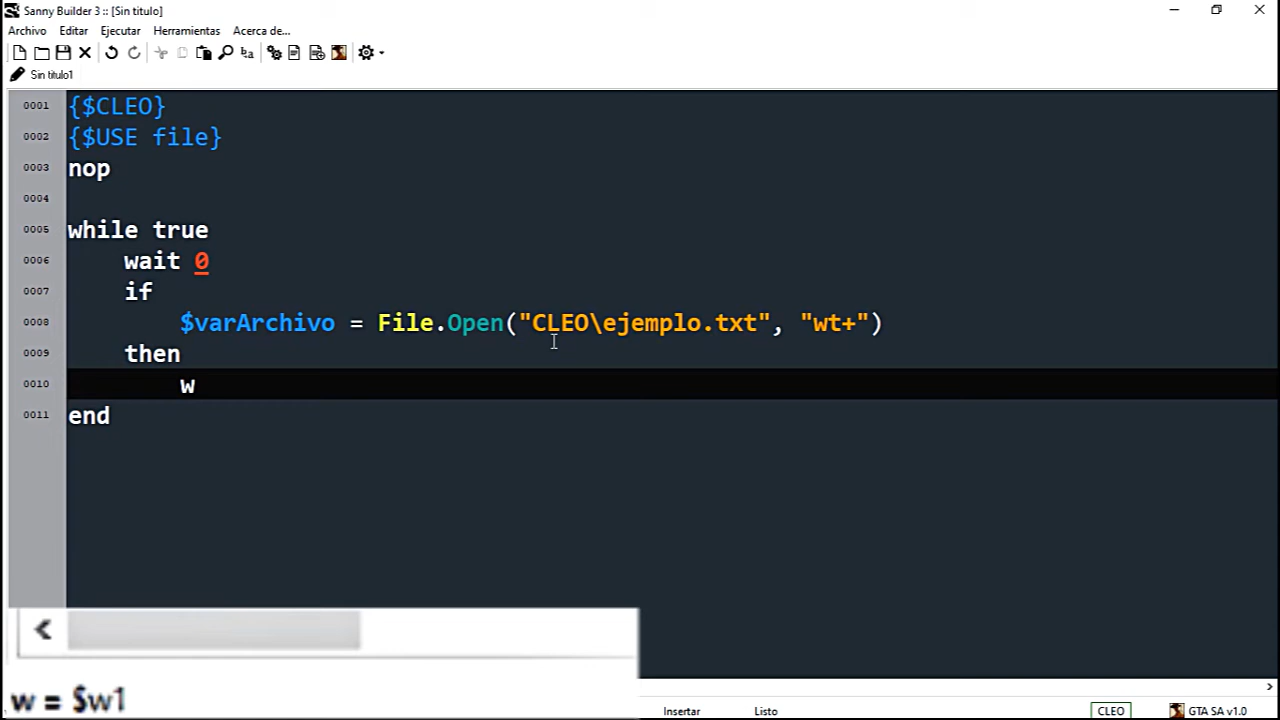 Sanny Builder 3 :: [Sin titulo]
Archivo Editar Ejecutar Herramientas Acerca de...
Sin titulo1
0001 {$CLEO}
0002 {$USE file}
0003 nop
0004
0005 while true
0006 wait 0
0007 if
0008 $varArchivo = File.Open("CLEO\ejemplo.txt", "wt+")
0009 then
0010 w
0011 end
w = $w1
Insertar Listo CLEO GTA SA v1.0